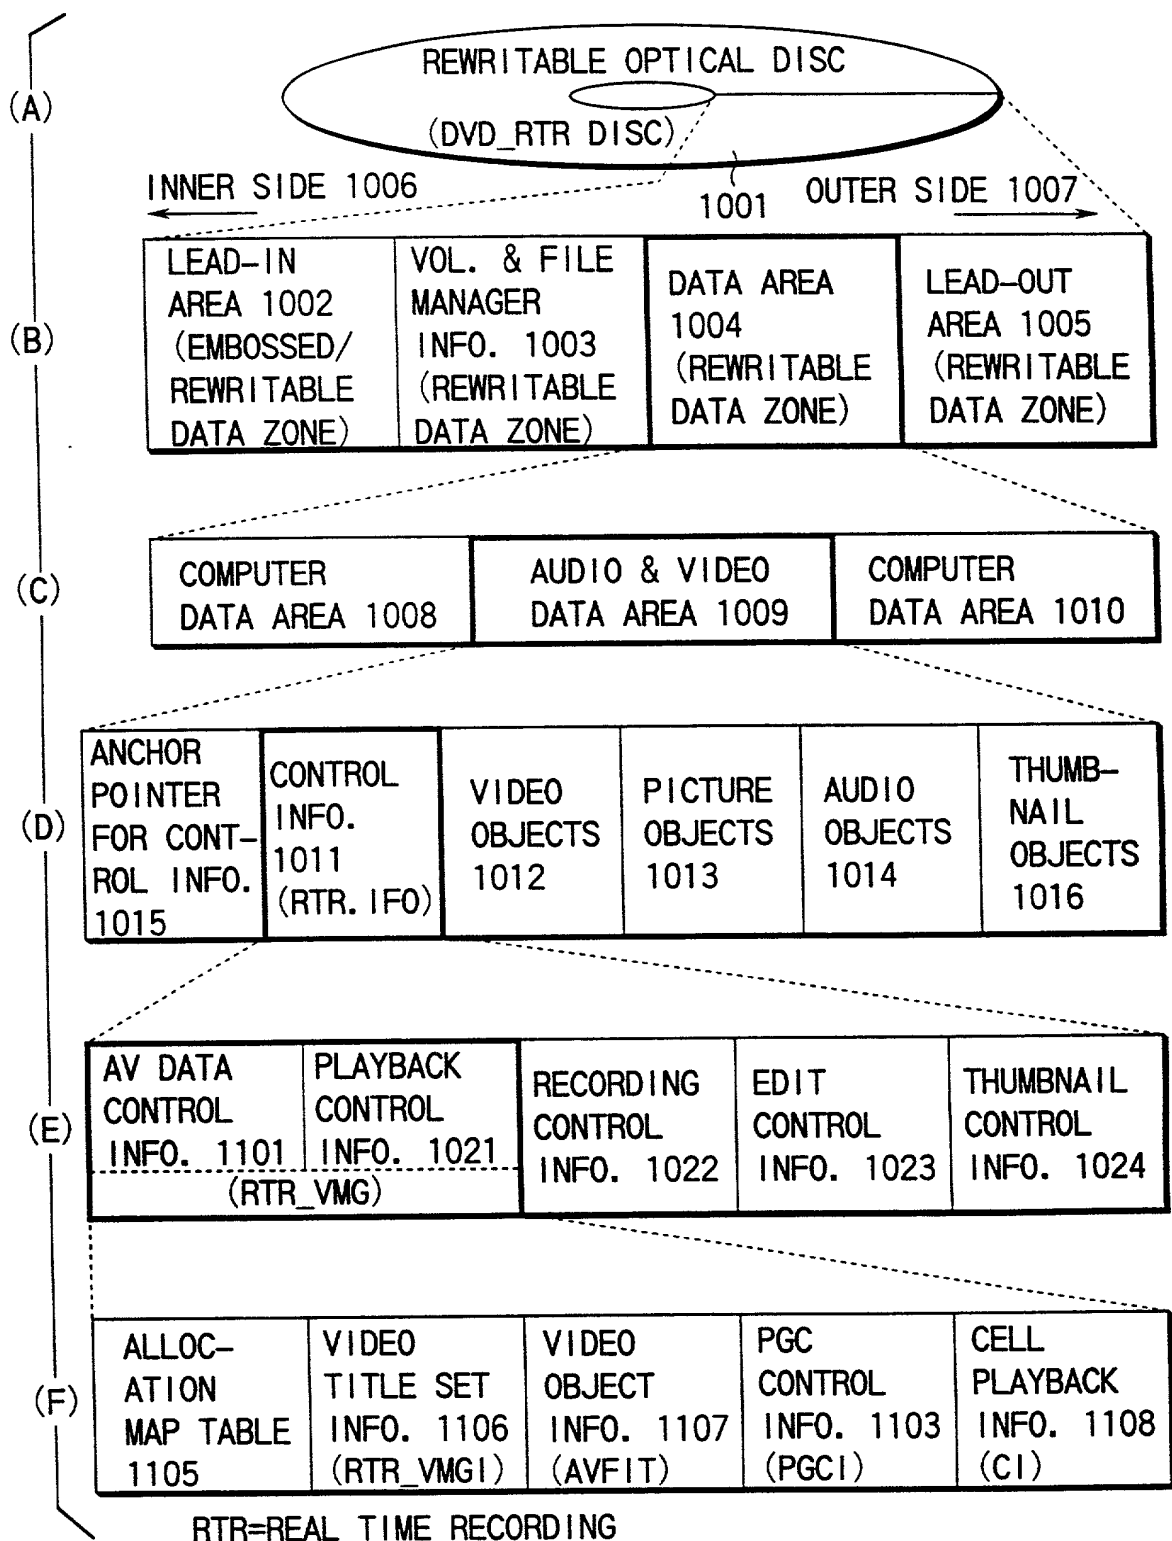 (A)
REWRITABLE OPTICAL DISC
(DVD_RTR DISC)
INNER SIDE 1006
1001
OUTER SIDE 1007
(B)
LEAD-IN
AREA 1002
(EMBOSSED/
REWRITABLE
DATA ZONE)
VOL. & FILE
MANAGER
INFO. 1003
(REWRITABLE
DATA ZONE)
DATA AREA
1004
(REWRITABLE
DATA ZONE)
LEAD-OUT
AREA 1005
(REWRITABLE
DATA ZONE)
(C)
COMPUTER
DATA AREA 1008
AUDIO & VIDEO
DATA AREA 1009
COMPUTER
DATA AREA 1010
(D)
ANCHOR
POINTER
FOR CONT-
ROL INFO.
1015
CONTROL
INFO.
1011
(RTR.IFO)
VIDEO
OBJECTS
1012
PICTURE
OBJECTS
1013
AUDIO
OBJECTS
1014
THUMB-
NAIL
OBJECTS
1016
(E)
AV DATA
CONTROL
INFO. 1101
PLAYBACK
CONTROL
INFO. 1021
(RTR_VMG)
RECORDING
CONTROL
INFO. 1022
EDIT
CONTROL
INFO. 1023
THUMBNAIL
CONTROL
INFO. 1024
(F)
ALLOC-
ATION
MAP TABLE
1105
VIDEO
TITLE SET
INFO. 1106
(RTR_VMGI)
VIDEO
OBJECT
INFO. 1107
(AVFIT)
PGC
CONTROL
INFO. 1103
(PGCI)
CELL
PLAYBACK
INFO. 1108
(CI)
RTR=REAL TIME RECORDING